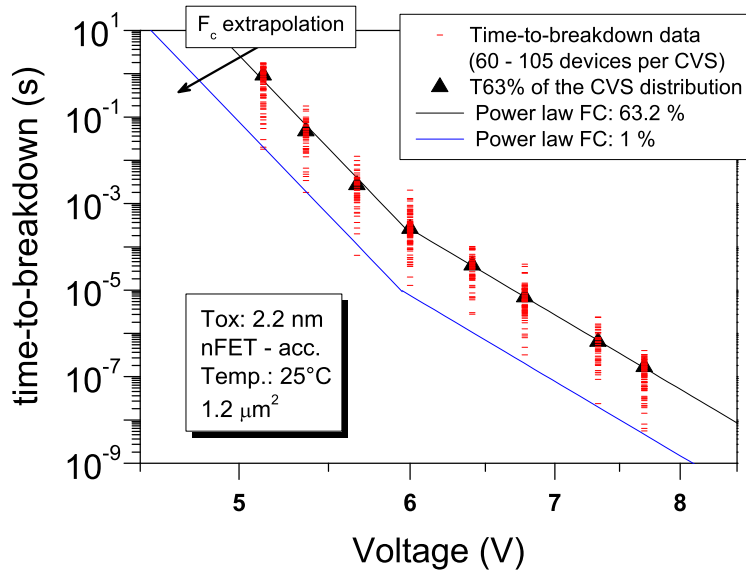 F_c extrapolation
Time-to-breakdown data
(60 - 105 devices per CVS)
T63% of the CVS distribution
Power law FC: 63.2 %
Power law FC: 1 %
time-to-breakdown (s)
10^1
10^-1
10^-3
10^-5
10^-7
10^-9
Tox: 2.2 nm
nFET - acc.
Temp.: 25°C
1.2 μm^2
5 6 7 8
Voltage (V)